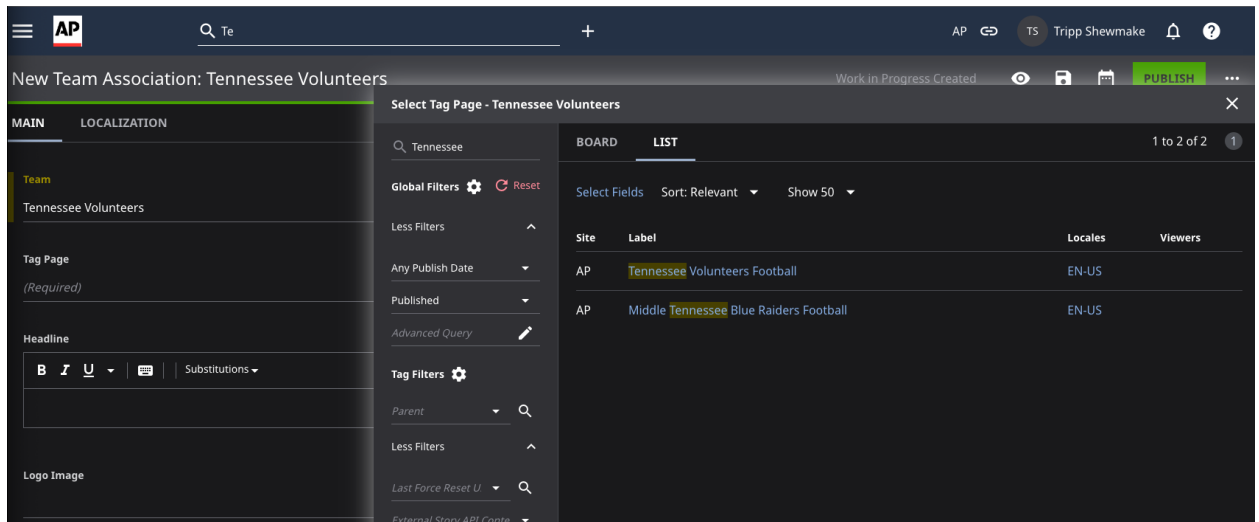 AP
Te
+
AP
TS
Tripp Shewmake
?
New Team Association: Tennessee Volunteers
Work in Progress Created
PUBLISH
MAIN
LOCALIZATION
Team
Tennessee Volunteers
Tag Page
(Required)
Headline
B I U
Substitutions
Logo Image
Select Tag Page - Tennessee Volunteers
Tennessee
Global Filters
Reset
Less Filters
Any Publish Date
Published
Advanced Query
Tag Filters
Parent
Less Filters
Last Force Reset U
External Story API Conte
BOARD
LIST
1 to 2 of 2
1
Select Fields
Sort: Relevant
Show 50
Site Label Locales Viewers
AP Tennessee Volunteers Football EN-US
AP Middle Tennessee Blue Raiders Football EN-US